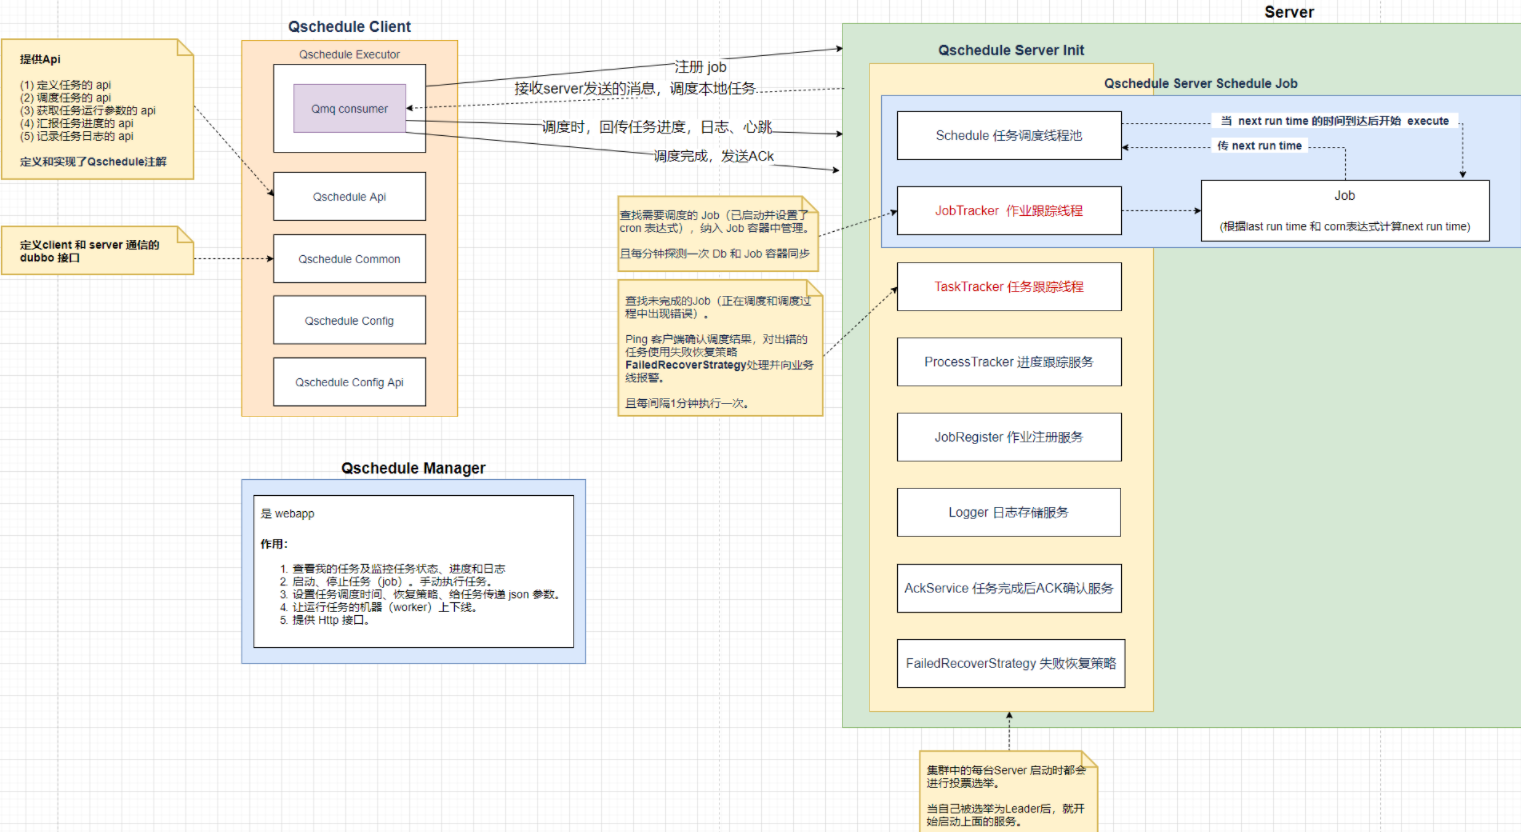 Qschedule Client
Qschedule Executor
Qmq consumer
Qschedule Api
Qschedule Common
Qschedule Config
Qschedule Config Api
提供Api
(1) 定义任务的 api
(2) 调度任务的 api
(3) 获取任务运行参数的 api
(4) 汇报任务进度的 api
(5) 记录任务日志的 api
定义和实现了Qschedule注解
定义client 和 server 通信的
dubbo 接口
注册 job
接收server发送的消息，调度本地任务
调度时，回传任务进度，日志、心跳
调度完成，发送ACk
Qschedule Manager
是 webapp
作用：
1. 查看我的任务及监控任务状态、进度和日志
2. 启动、停止任务（job）。手动执行任务。
3. 设置任务调度时间、恢复策略、给任务传递 json 参数。
4. 让运行任务的机器（worker）上下线。
5. 提供 Http 接口。
Server
Qschedule Server Init
Qschedule Server Schedule Job
Schedule 任务调度线程池
当 next run time 的时间到达后开始 execute
传 next run time
JobTracker 作业跟踪线程
Job
(根据last run time 和 corn表达式计算next run time)
查找需要调度的 Job（已启动并设置了
cron 表达式），纳入 Job 容器中管理。
且每分钟探测一次 Db 和 Job 容器同步
TaskTracker 任务跟踪线程
查找未完成的Job（正在调度和调度过
程中出现错误）。
Ping 客户端确认调度结果，对出错的
任务使用失败恢复策略
FailedRecoverStrategy处理并向业务
线报警。
且每间隔1分钟执行一次。
ProcessTracker 进度跟踪服务
JobRegister 作业注册服务
Logger 日志存储服务
AckService 任务完成后ACK确认服务
FailedRecoverStrategy 失败恢复策略
集群中的每台Server 启动时都会
进行投票选举。
当自己被选举为Leader后，就开
始启动上面的服务。